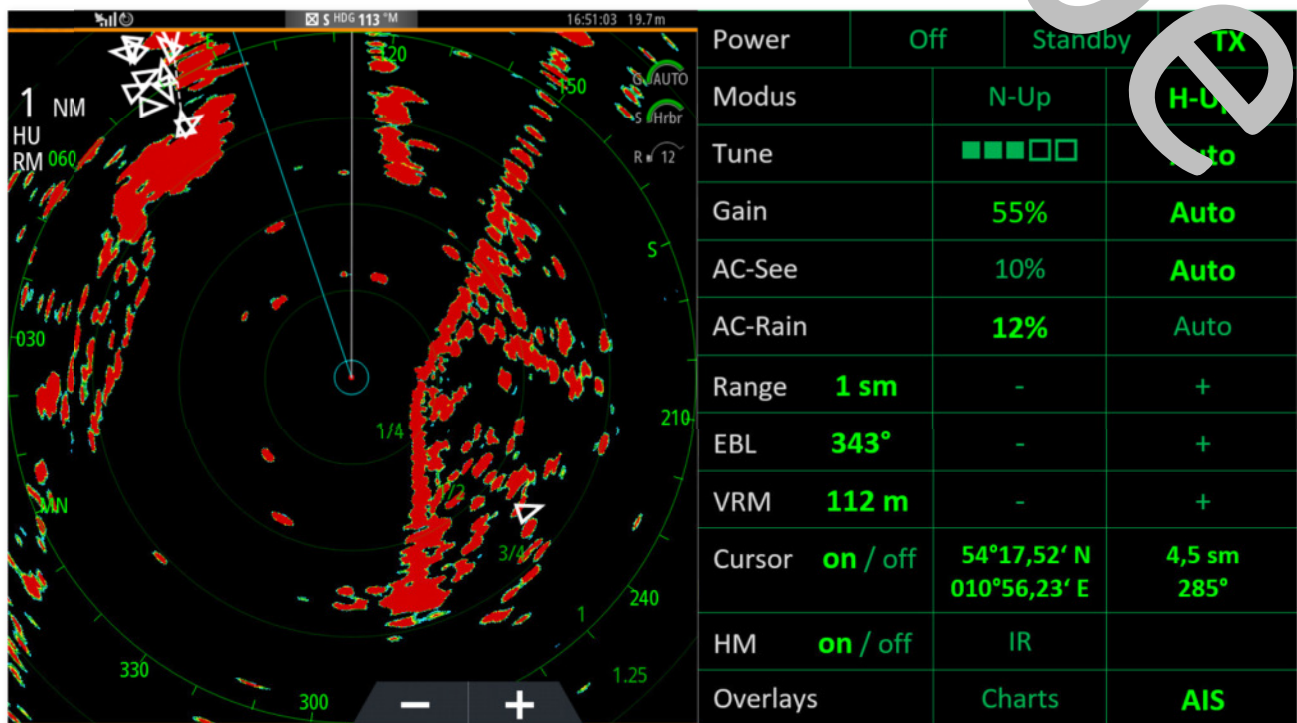 S HDG 113 °M
16:51:03 19.7 m
1 NM
HU
RM
G AUTO
S Hrbr
R 12
120
150
060
S
030
210
1/4
1/2
MN
3/4
240
1
330
1.25
300
− +
Power Off Standby TX
Modus N-Up H-Up
Tune Auto
Gain 55% Auto
AC-See 10% Auto
AC-Rain 12% Auto
Range 1 sm - +
EBL 343° - +
VRM 112 m - +
Cursor on / off 54°17,52‘ N 4,5 sm
010°56,23‘ E 285°
HM on / off IR
Overlays Charts AIS